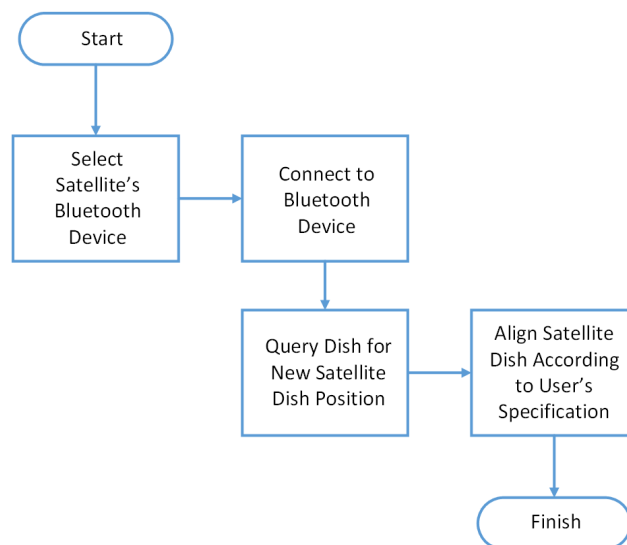 Start
Select
Satellite’s
Bluetooth
Device
Connect to
Bluetooth
Device
Query Dish for
New Satellite
Dish Position
Align Satellite
Dish According
to User’s
Specification
Finish